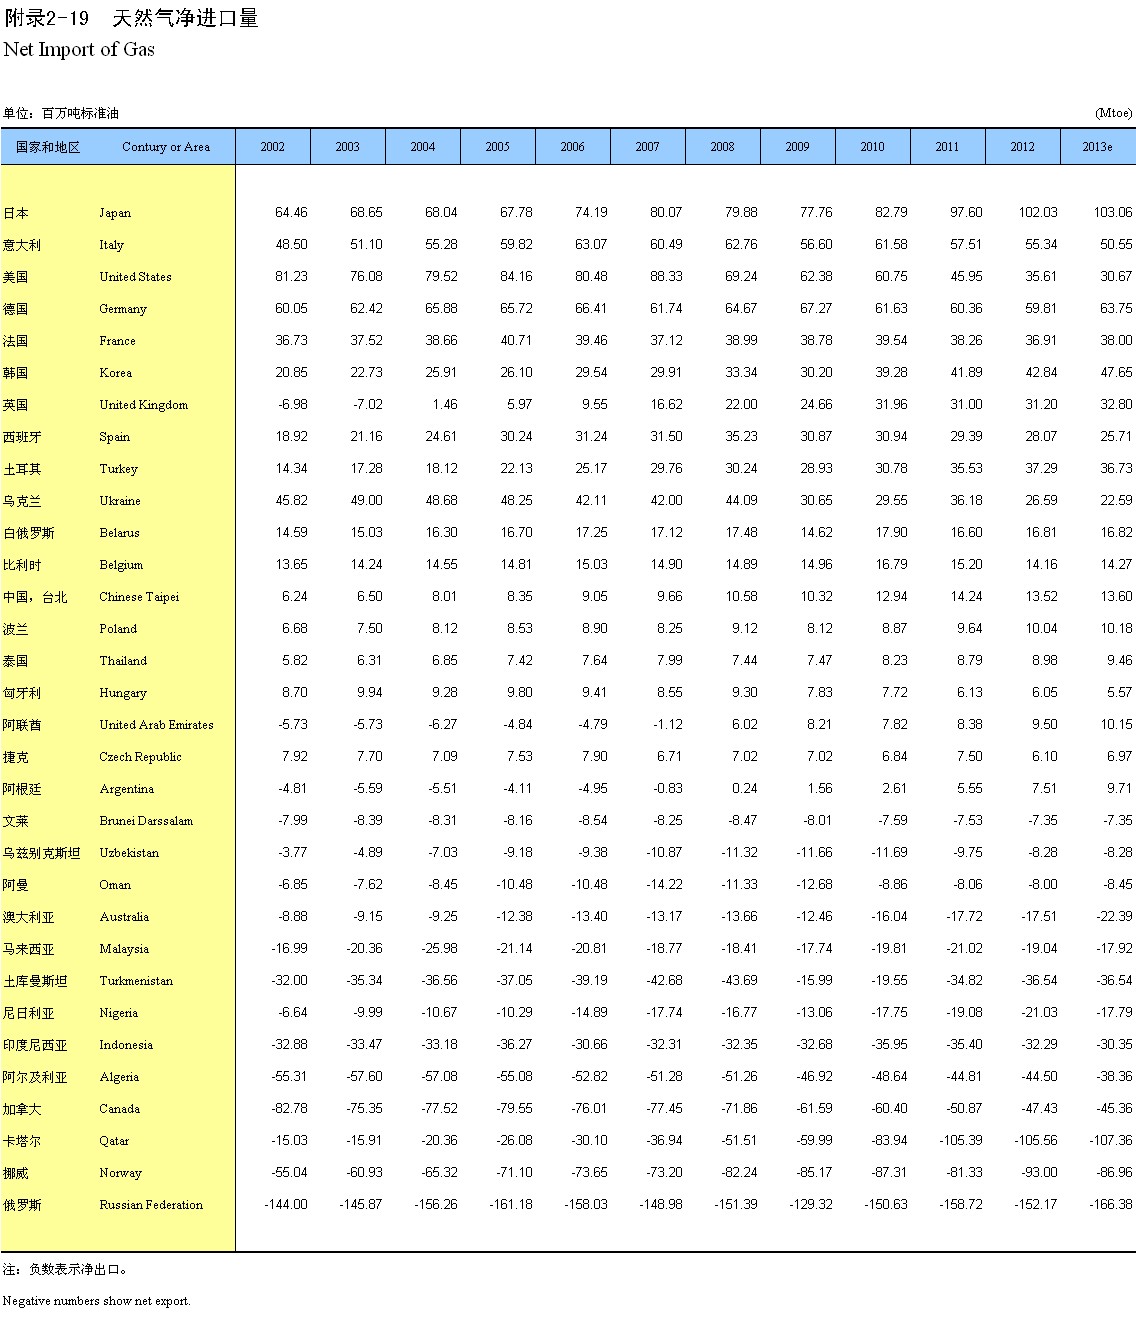 附录2-19 天然气净进口量
Net Import of Gas
单位：百万吨标准油 (Mtoe)
国家和地区 Contury or Area 2002 2003 2004 2005 2006 2007 2008 2009 2010 2011 2012 2013e
日本 Japan 64.46 68.65 68.04 67.78 74.19 80.07 79.88 77.76 82.79 97.60 102.03 103.06
意大利 Italy 48.50 51.10 55.28 59.82 63.07 60.49 62.76 56.60 61.58 57.51 55.34 50.55
美国 United States 81.23 76.08 79.52 84.16 80.48 88.33 69.24 62.38 60.75 45.95 35.61 30.67
德国 Germany 60.05 62.42 65.88 65.72 66.41 61.74 64.67 67.27 61.63 60.36 59.81 63.75
法国 France 36.73 37.52 38.66 40.71 39.46 37.12 38.99 38.78 39.54 38.26 36.91 38.00
韩国 Korea 20.85 22.73 25.91 26.10 29.54 29.91 33.34 30.20 39.28 41.89 42.84 47.65
英国 United Kingdom -6.98 -7.02 1.46 5.97 9.55 16.62 22.00 24.66 31.96 31.00 31.20 32.80
西班牙 Spain 18.92 21.16 24.61 30.24 31.24 31.50 35.23 30.87 30.94 29.39 28.07 25.71
土耳其 Turkey 14.34 17.28 18.12 22.13 25.17 29.76 30.24 28.93 30.78 35.53 37.29 36.73
乌克兰 Ukraine 45.82 49.00 48.68 48.25 42.11 42.00 44.09 30.65 29.55 36.18 26.59 22.59
白俄罗斯 Belarus 14.59 15.03 16.30 16.70 17.25 17.12 17.48 14.62 17.90 16.60 16.81 16.82
比利时 Belgium 13.65 14.24 14.55 14.81 15.03 14.90 14.89 14.96 16.79 15.20 14.16 14.27
中国，台北 Chinese Taipei 6.24 6.50 8.01 8.35 9.05 9.66 10.58 10.32 12.94 14.24 13.52 13.60
波兰 Poland 6.68 7.50 8.12 8.53 8.90 8.25 9.12 8.12 8.87 9.64 10.04 10.18
泰国 Thailand 5.82 6.31 6.85 7.42 7.64 7.99 7.44 7.47 8.23 8.79 8.98 9.46
匈牙利 Hungary 8.70 9.94 9.28 9.80 9.41 8.55 9.30 7.83 7.72 6.13 6.05 5.57
阿联酋 United Arab Emirates -5.73 -5.73 -6.27 -4.84 -4.79 -1.12 6.02 8.21 7.82 8.38 9.50 10.15
捷克 Czech Republic 7.92 7.70 7.09 7.53 7.90 6.71 7.02 7.02 6.84 7.50 6.10 6.97
阿根廷 Argentina -4.81 -5.59 -5.51 -4.11 -4.95 -0.83 0.24 1.56 2.61 5.55 7.51 9.71
文莱 Brunei Darssalam -7.99 -8.39 -8.31 -8.16 -8.54 -8.25 -8.47 -8.01 -7.59 -7.53 -7.35 -7.35
乌兹别克斯坦 Uzbekistan -3.77 -4.89 -7.03 -9.18 -9.38 -10.87 -11.32 -11.66 -11.69 -9.75 -8.28 -8.28
阿曼 Oman -6.85 -7.62 -8.45 -10.48 -10.48 -14.22 -11.33 -12.68 -8.86 -8.06 -8.00 -8.45
澳大利亚 Australia -8.88 -9.15 -9.25 -12.38 -13.40 -13.17 -13.66 -12.46 -16.04 -17.72 -17.51 -22.39
马来西亚 Malaysia -16.99 -20.36 -25.98 -21.14 -20.81 -18.77 -18.41 -17.74 -19.81 -21.02 -19.04 -17.92
土库曼斯坦 Turkmenistan -32.00 -35.34 -36.56 -37.05 -39.19 -42.68 -43.69 -15.99 -19.55 -34.82 -36.54 -36.54
尼日利亚 Nigeria -6.64 -9.99 -10.67 -10.29 -14.89 -17.74 -16.77 -13.06 -17.75 -19.08 -21.03 -17.79
印度尼西亚 Indonesia -32.88 -33.47 -33.18 -36.27 -30.66 -32.31 -32.35 -32.68 -35.95 -35.40 -32.29 -30.35
阿尔及利亚 Algeria -55.31 -57.60 -57.08 -55.08 -52.82 -51.28 -51.26 -46.92 -48.64 -44.81 -44.50 -38.36
加拿大 Canada -82.78 -75.35 -77.52 -79.55 -76.01 -77.45 -71.86 -61.59 -60.40 -50.87 -47.43 -45.36
卡塔尔 Qatar -15.03 -15.91 -20.36 -26.08 -30.10 -36.94 -51.51 -59.99 -83.94 -105.39 -105.56 -107.36
挪威 Norway -55.04 -60.93 -65.32 -71.10 -73.65 -73.20 -82.24 -85.17 -87.31 -81.33 -93.00 -86.96
俄罗斯 Russian Federation -144.00 -145.87 -156.26 -161.18 -158.03 -148.98 -151.39 -129.32 -150.63 -158.72 -152.17 -166.38
注：负数表示净出口。
Negative numbers show net export.